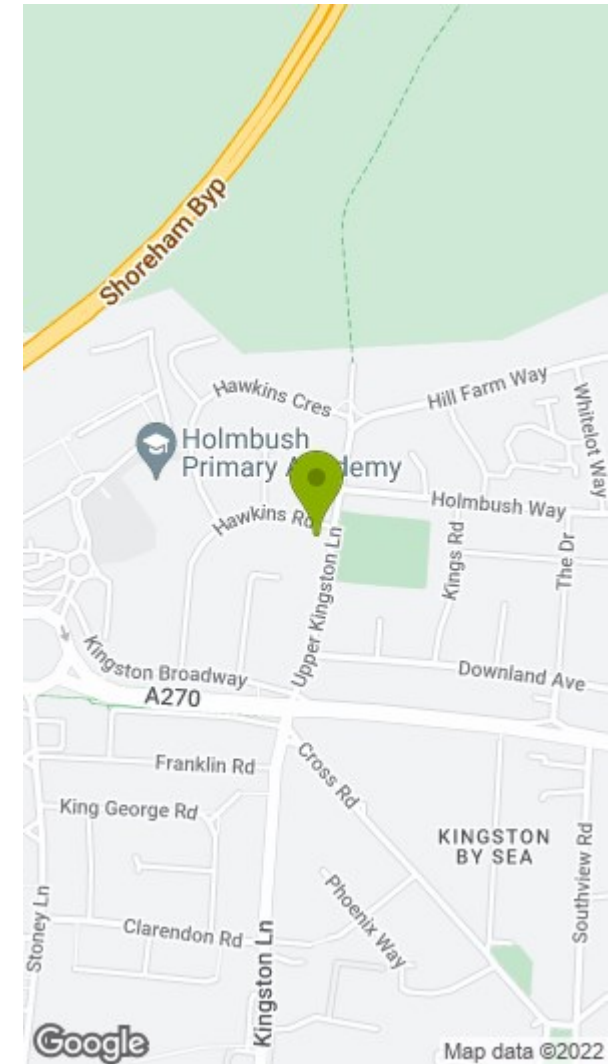 Shoreham Byp
Hawkins Cres
Hill Farm Way
Whitelot Way
Holmbush
Primary Academy
Hawkins Rd
Holmbush Way
Upper Kingston Ln
Kings Rd
The Dr
Kingston Broadway
A270
Downland Ave
Franklin Rd
Cross Rd
King George Rd
KINGSTON
BY SEA
Southview Rd
Phoenix Way
Stoney Ln
Clarendon Rd
Kingston Ln
Google
Map data ©2022